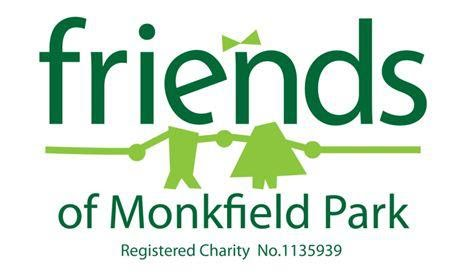 friends
of Monkfield Park
Registered Charity No.1135939